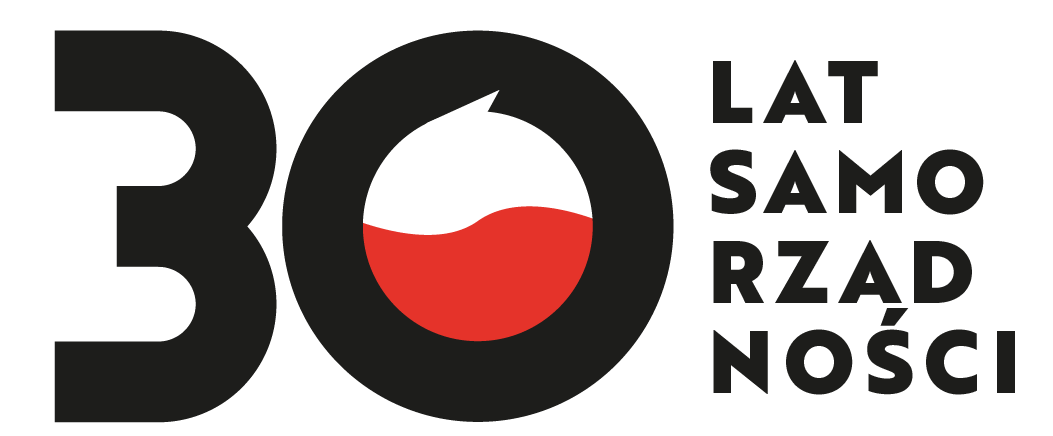 30
LAT
SAMO
RZĄD
NOŚCI